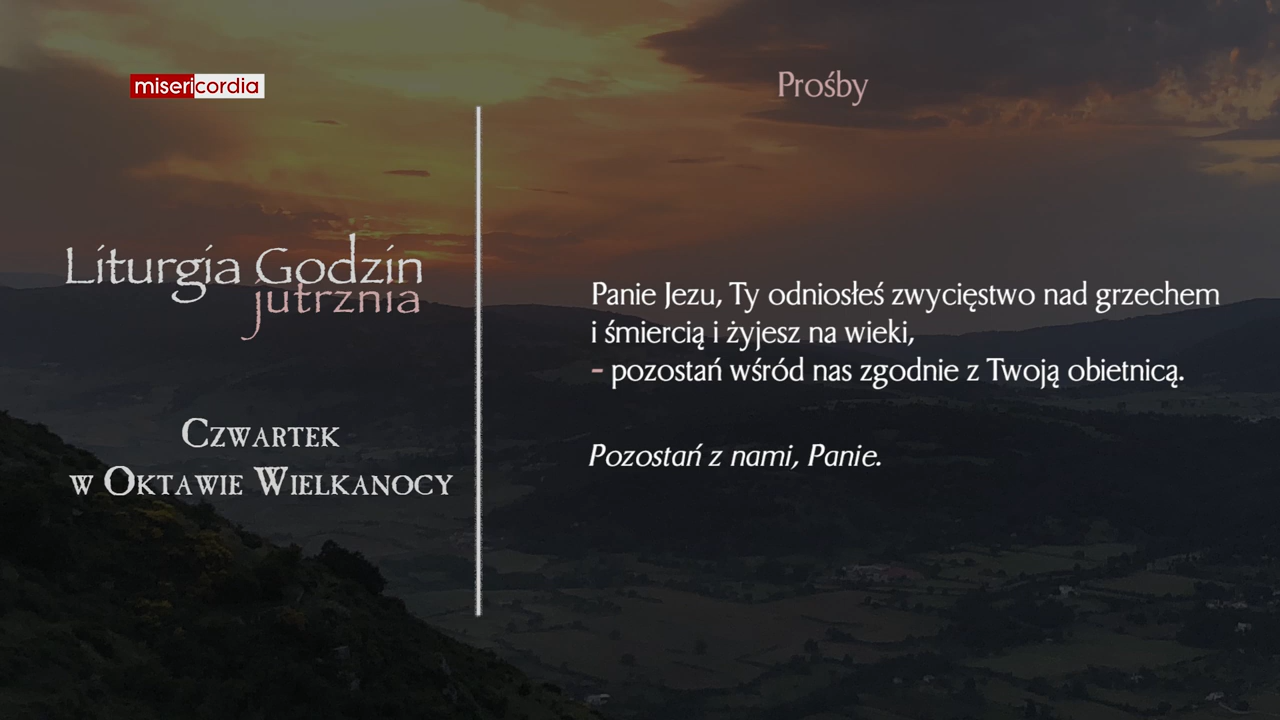 misericordia
Prośby
Liturgia Godzin
jutrznia
Czwartek
w Oktawie Wielkanocy
Panie Jezu, Ty odniosłeś zwycięstwo nad grzechem
i śmiercią i żyjesz na wieki,
- pozostań wśród nas zgodnie z Twoją obietnicą.
Pozostań z nami, Panie.